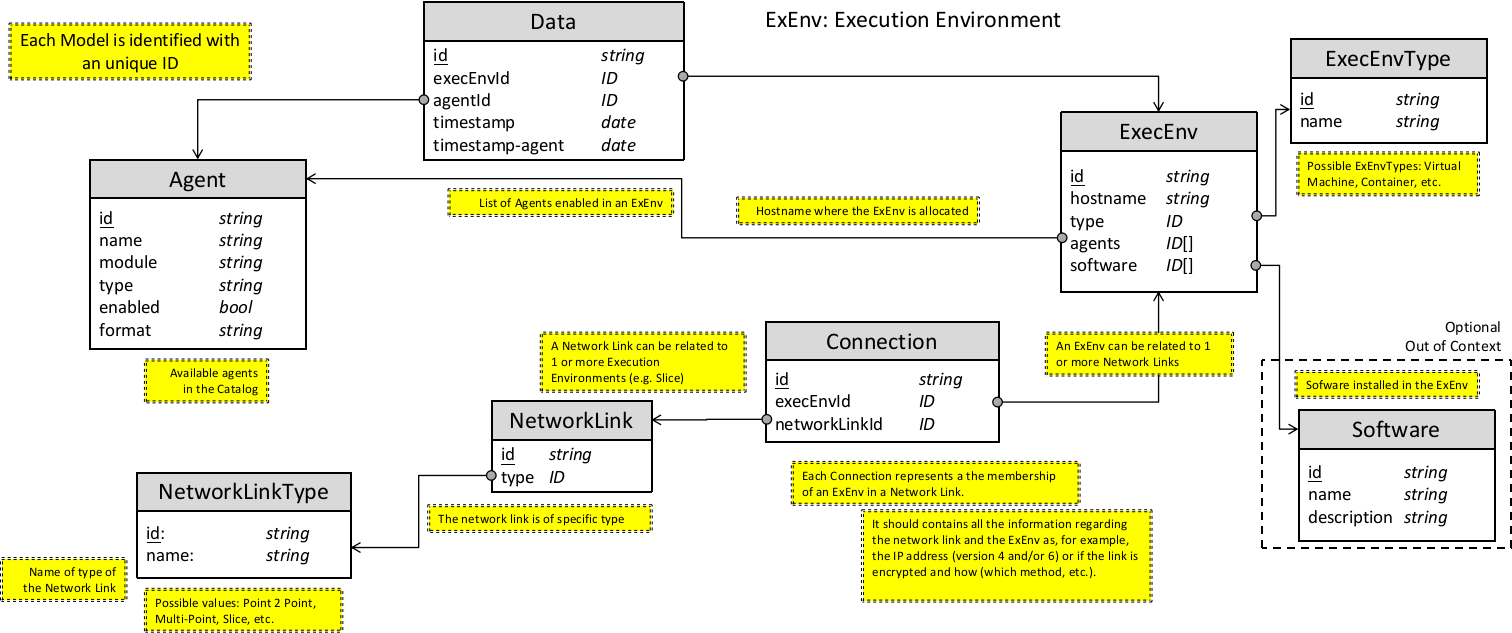 Each Model is identified with
an unique ID
Data
id string
execEnvId ID
agentId ID
timestamp date
timestamp-agent date
ExEnv: Execution Environment
ExecEnvType
id string
name string
Possible ExEnvTypes: Virtual
Machine, Container, etc.
ExecEnv
id string
hostname string
type ID
agents ID[]
software ID[]
Agent
id string
name string
module string
type string
enabled bool
format string
Available agents
in the Catalog
List of Agents enabled in an ExEnv
Hostname where the ExEnv is allocated
A Network Link can be related to
1 or more Execution
Environments (e.g. Slice)
Connection
id string
execEnvId ID
networkLinkId ID
An ExEnv can be related to 1
or more Network Links
Optional
Out of Context
Sofware installed in the ExEnv
Software
id string
name string
description string
NetworkLink
id string
type ID
The network link is of specific type
Each Connection represents a the membership
of an ExEnv in a Network Link.
It should contains all the information regarding
the network link and the ExEnv as, for example,
the IP address (version 4 and/or 6) or if the link is
encrypted and how (which method, etc.).
NetworkLinkType
id: string
name: string
Name of type of
the Network Link
Possible values: Point 2 Point,
Multi-Point, Slice, etc.